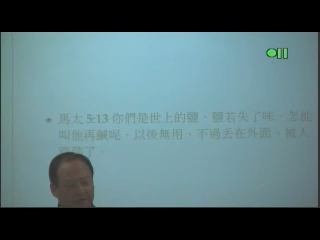 • 馬太 5:13 你們是世上的鹽．鹽若失了味、怎能
叫他再鹹呢．以後無用、不過丟在外面、被人
了．